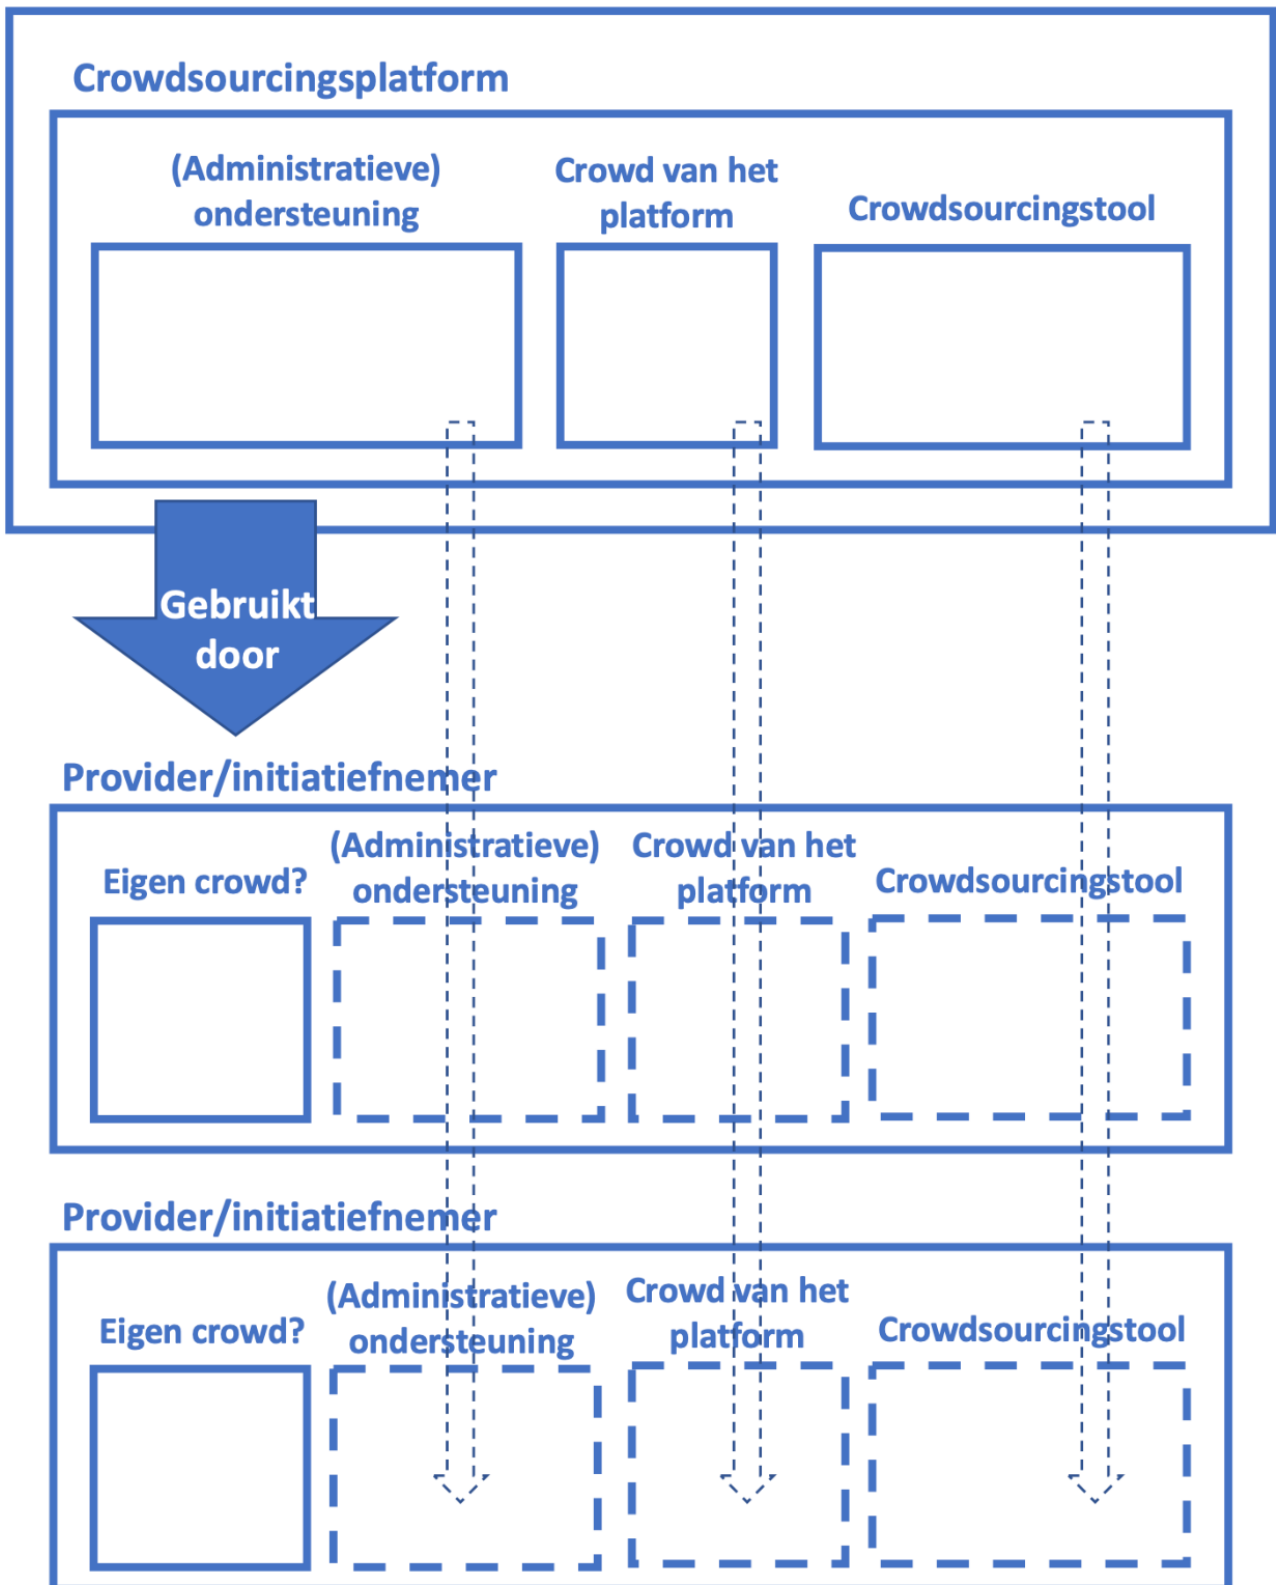 Crowdsourcingsplatform
(Administratieve)
ondersteuning
Crowd van het
platform
Crowdsourcingstool
Gebruikt
door
Provider/initiatiefnemer
Eigen crowd?
(Administratieve)
ondersteuning
Crowd van het
platform
Crowdsourcingstool
Provider/initiatiefnemer
Eigen crowd?
(Administratieve)
ondersteuning
Crowd van het
platform
Crowdsourcingstool